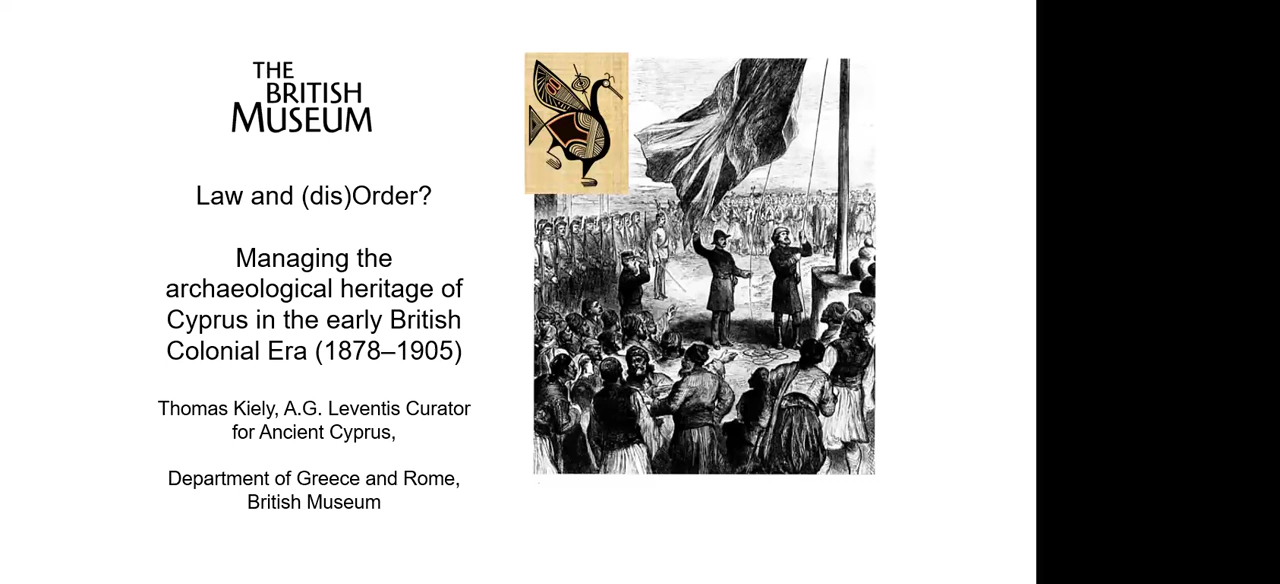 THE
BRITISH
MUSEUM
Law and (dis)Order?
Managing the
archaeological heritage of
Cyprus in the early British
Colonial Era (1878–1905)
Thomas Kiely, A.G. Leventis Curator
for Ancient Cyprus,
Department of Greece and Rome,
British Museum